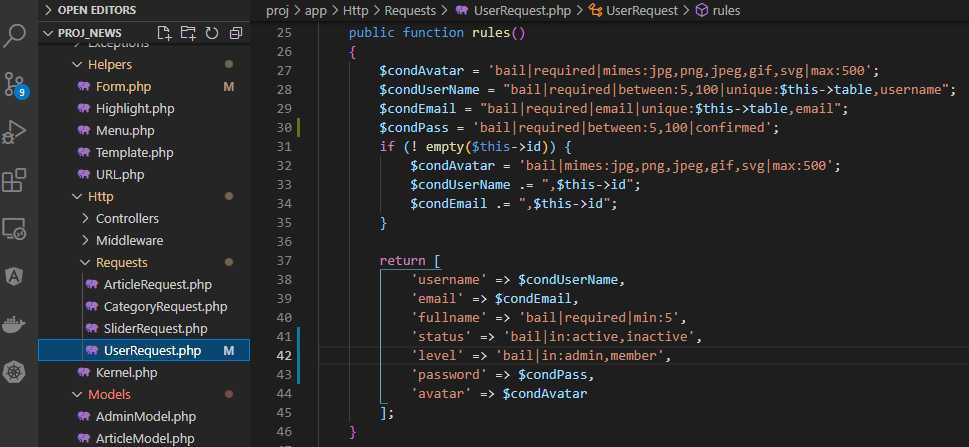 OPEN EDITORS
PROJ_NEWS
Exceptions
Helpers
Form.php M
Highlight.php
Menu.php
Template.php
URL.php
Http
Controllers
Middleware
Requests
ArticleRequest.php
CategoryRequest.php
SliderRequest.php
UserRequest.php M
Kernel.php
Models
AdminModel.php
ArticleModel.php
9
proj > app > Http > Requests > UserRequest.php > UserRequest > rules
25 public function rules()
26 {
27 $condAvatar = 'bail|required|mimes:jpg,png,jpeg,gif,svg|max:500';
28 $condUserName = "bail|required|between:5,100|unique:$this->table,username";
29 $condEmail = "bail|required|email|unique:$this->table,email";
30 $condPass = 'bail|required|between:5,100|confirmed';
31 if (! empty($this->id)) {
32 $condAvatar = 'bail|mimes:jpg,png,jpeg,gif,svg|max:500';
33 $condUserName .= ",$this->id";
34 $condEmail .= ",$this->id";
35 }
36
37 return [
38 'username' => $condUserName,
39 'email' => $condEmail,
40 'fullname' => 'bail|required|min:5',
41 'status' => 'bail|in:active,inactive',
42 'level' => 'bail|in:admin,member',
43 'password' => $condPass,
44 'avatar' => $condAvatar
45 ];
46 }